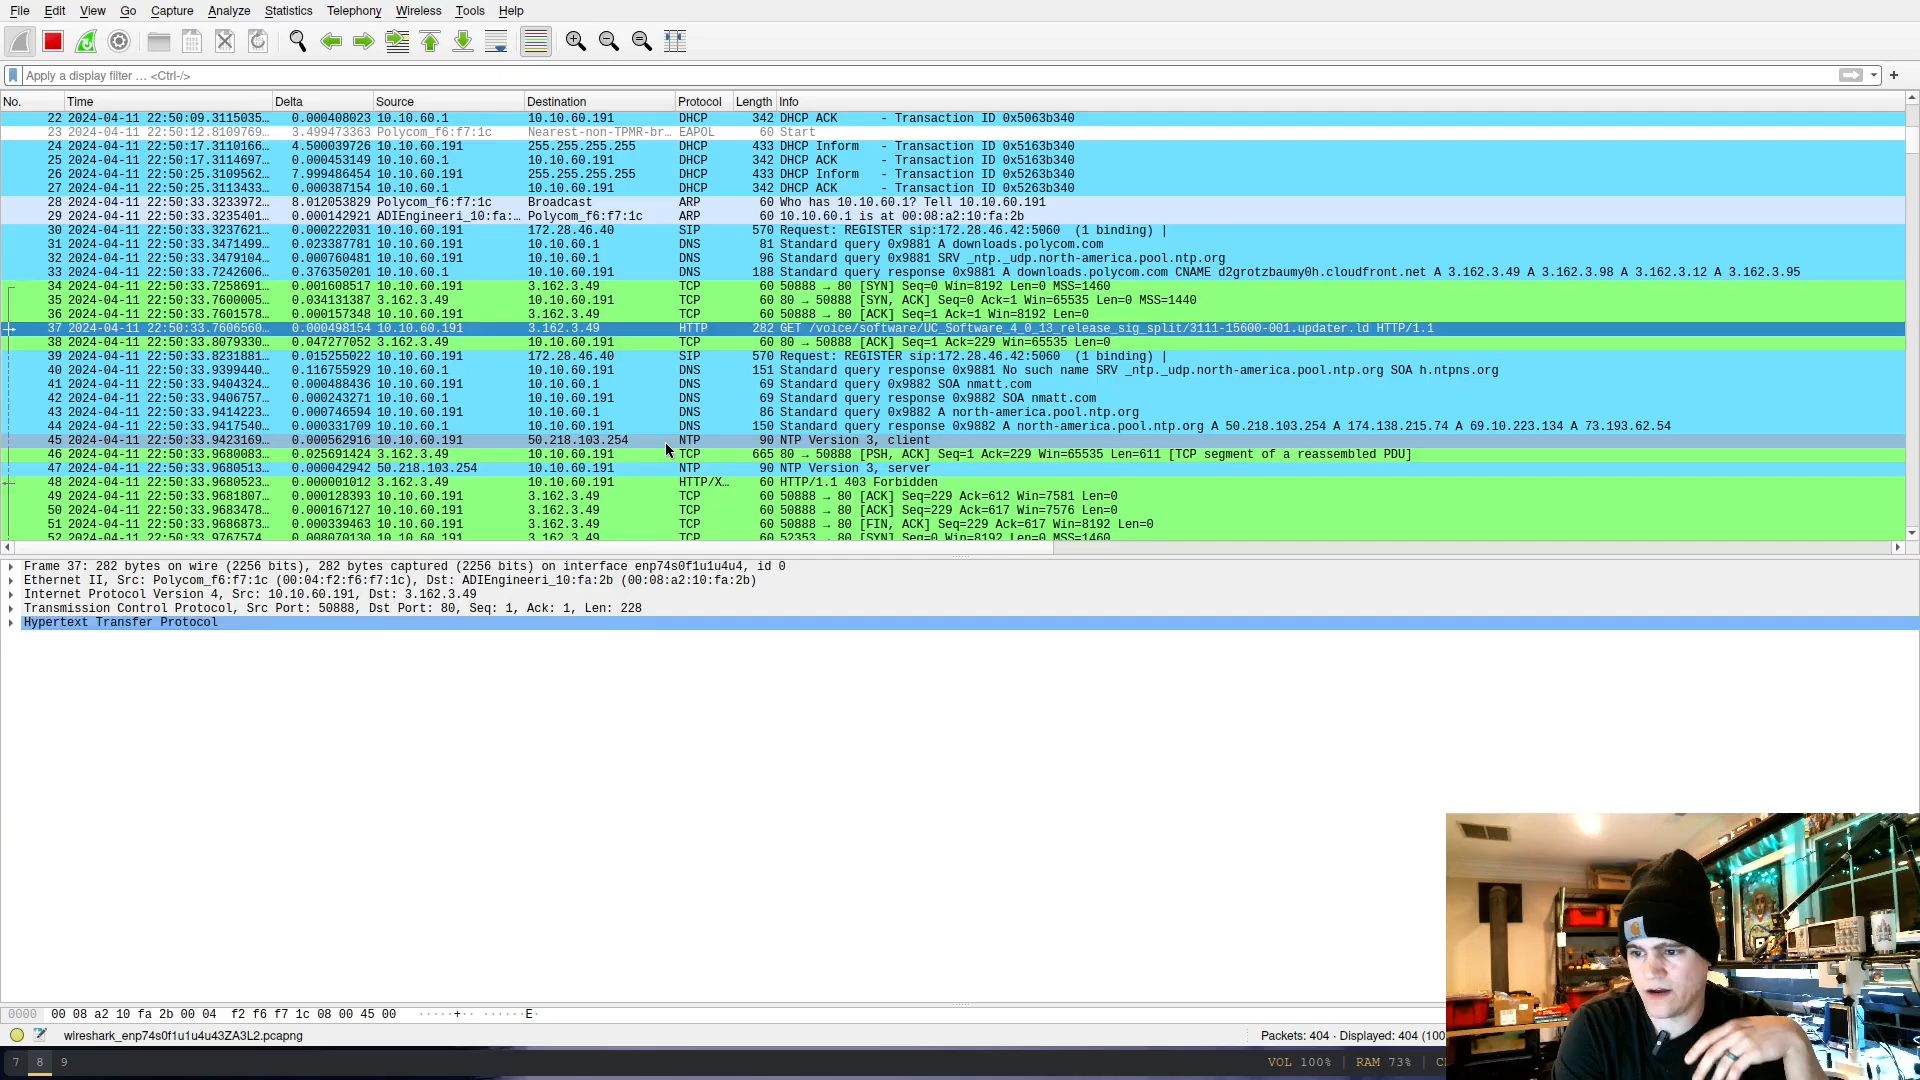 File Edit View Go Capture Analyze Statistics Telephony Wireless Tools Help
Apply a display filter … <Ctrl-/>
No. Time Delta Source Destination Protocol Length Info
22 2024-04-11 22:50:09.3115035… 0.000408023 10.10.60.1 10.10.60.191 DHCP 342 DHCP ACK - Transaction ID 0x5063b340
23 2024-04-11 22:50:12.8109769… 3.499473363 Polycom_f6:f7:1c Nearest-non-TPMR-br… EAPOL 60 Start
24 2024-04-11 22:50:17.3110166… 4.500039726 10.10.60.191 255.255.255.255 DHCP 433 DHCP Inform - Transaction ID 0x5163b340
25 2024-04-11 22:50:17.3114697… 0.000453149 10.10.60.1 10.10.60.191 DHCP 342 DHCP ACK - Transaction ID 0x5163b340
26 2024-04-11 22:50:25.3109562… 7.999486454 10.10.60.191 255.255.255.255 DHCP 433 DHCP Inform - Transaction ID 0x5263b340
27 2024-04-11 22:50:25.3113433… 0.000387154 10.10.60.1 10.10.60.191 DHCP 342 DHCP ACK - Transaction ID 0x5263b340
28 2024-04-11 22:50:33.3233972… 8.012053829 Polycom_f6:f7:1c Broadcast ARP 60 Who has 10.10.60.1? Tell 10.10.60.191
29 2024-04-11 22:50:33.3235401… 0.000142921 ADIEngineeri_10:fa:… Polycom_f6:f7:1c ARP 60 10.10.60.1 is at 00:08:a2:10:fa:2b
30 2024-04-11 22:50:33.3237621… 0.000222031 10.10.60.191 172.28.46.40 SIP 570 Request: REGISTER sip:172.28.46.42:5060 (1 binding) |
31 2024-04-11 22:50:33.3471499… 0.023387781 10.10.60.191 10.10.60.1 DNS 81 Standard query 0x9881 A downloads.polycom.com
32 2024-04-11 22:50:33.3479104… 0.000760481 10.10.60.191 10.10.60.1 DNS 96 Standard query 0x9881 SRV _ntp._udp.north-america.pool.ntp.org
33 2024-04-11 22:50:33.7242606… 0.376350201 10.10.60.1 10.10.60.191 DNS 188 Standard query response 0x9881 A downloads.polycom.com CNAME d2grotzbaumy0h.cloudfront.net A 3.162.3.49 A 3.162.3.98 A 3.162.3.12 A 3.162.3.95
34 2024-04-11 22:50:33.7258691… 0.001608517 10.10.60.191 3.162.3.49 TCP 60 50888 → 80 [SYN] Seq=0 Win=8192 Len=0 MSS=1460
35 2024-04-11 22:50:33.7600005… 0.034131387 3.162.3.49 10.10.60.191 TCP 60 80 → 50888 [SYN, ACK] Seq=0 Ack=1 Win=65535 Len=0 MSS=1440
36 2024-04-11 22:50:33.7601578… 0.000157348 10.10.60.191 3.162.3.49 TCP 60 50888 → 80 [ACK] Seq=1 Ack=1 Win=8192 Len=0
37 2024-04-11 22:50:33.7606560… 0.000498154 10.10.60.191 3.162.3.49 HTTP 282 GET /voice/software/UC_Software_4_0_13_release_sig_split/3111-15600-001.updater.ld HTTP/1.1
38 2024-04-11 22:50:33.8079330… 0.047277052 3.162.3.49 10.10.60.191 TCP 60 80 → 50888 [ACK] Seq=1 Ack=229 Win=65535 Len=0
39 2024-04-11 22:50:33.8231881… 0.015255022 10.10.60.191 172.28.46.40 SIP 570 Request: REGISTER sip:172.28.46.42:5060 (1 binding) |
40 2024-04-11 22:50:33.9399440… 0.116755929 10.10.60.1 10.10.60.191 DNS 151 Standard query response 0x9881 No such name SRV _ntp._udp.north-america.pool.ntp.org SOA h.ntpns.org
41 2024-04-11 22:50:33.9404324… 0.000488436 10.10.60.191 10.10.60.1 DNS 69 Standard query 0x9882 SOA nmatt.com
42 2024-04-11 22:50:33.9406757… 0.000243271 10.10.60.1 10.10.60.191 DNS 69 Standard query response 0x9882 SOA nmatt.com
43 2024-04-11 22:50:33.9414223… 0.000746594 10.10.60.191 10.10.60.1 DNS 86 Standard query 0x9882 A north-america.pool.ntp.org
44 2024-04-11 22:50:33.9417540… 0.000331709 10.10.60.1 10.10.60.191 DNS 150 Standard query response 0x9882 A north-america.pool.ntp.org A 50.218.103.254 A 174.138.215.74 A 69.10.223.134 A 73.193.62.54
45 2024-04-11 22:50:33.9423169… 0.000562916 10.10.60.191 50.218.103.254 NTP 90 NTP Version 3, client
46 2024-04-11 22:50:33.9680083… 0.025691424 3.162.3.49 10.10.60.191 TCP 665 80 → 50888 [PSH, ACK] Seq=1 Ack=229 Win=65535 Len=611 [TCP segment of a reassembled PDU]
47 2024-04-11 22:50:33.9680513… 0.000042942 50.218.103.254 10.10.60.191 NTP 90 NTP Version 3, server
48 2024-04-11 22:50:33.9680523… 0.000001012 3.162.3.49 10.10.60.191 HTTP/X… 60 HTTP/1.1 403 Forbidden
49 2024-04-11 22:50:33.9681807… 0.000128393 10.10.60.191 3.162.3.49 TCP 60 50888 → 80 [ACK] Seq=229 Ack=612 Win=7581 Len=0
50 2024-04-11 22:50:33.9683478… 0.000167127 10.10.60.191 3.162.3.49 TCP 60 50888 → 80 [ACK] Seq=229 Ack=617 Win=7576 Len=0
51 2024-04-11 22:50:33.9686873… 0.000339463 10.10.60.191 3.162.3.49 TCP 60 50888 → 80 [FIN, ACK] Seq=229 Ack=617 Win=8192 Len=0
52 2024-04-11 22:50:33.9767574 0.008070130 10.10.60.191 3.162.3.49 TCP 60 52353 → 80 [SYN] Seq=0 Win=8192 Len=0 MSS=1460
Frame 37: 282 bytes on wire (2256 bits), 282 bytes captured (2256 bits) on interface enp74s0f1u1u4u4, id 0
Ethernet II, Src: Polycom_f6:f7:1c (00:04:f2:f6:f7:1c), Dst: ADIEngineeri_10:fa:2b (00:08:a2:10:fa:2b)
Internet Protocol Version 4, Src: 10.10.60.191, Dst: 3.162.3.49
Transmission Control Protocol, Src Port: 50888, Dst Port: 80, Seq: 1, Ack: 1, Len: 228
Hypertext Transfer Protocol
0000 00 08 a2 10 fa 2b 00 04 f2 f6 f7 1c 08 00 45 00 ·····+·· ······E·
wireshark_enp74s0f1u1u4u43ZA3L2.pcapng Packets: 404 · Displayed: 404 (100
7 8 9 VOL 100% | RAM 73% | C